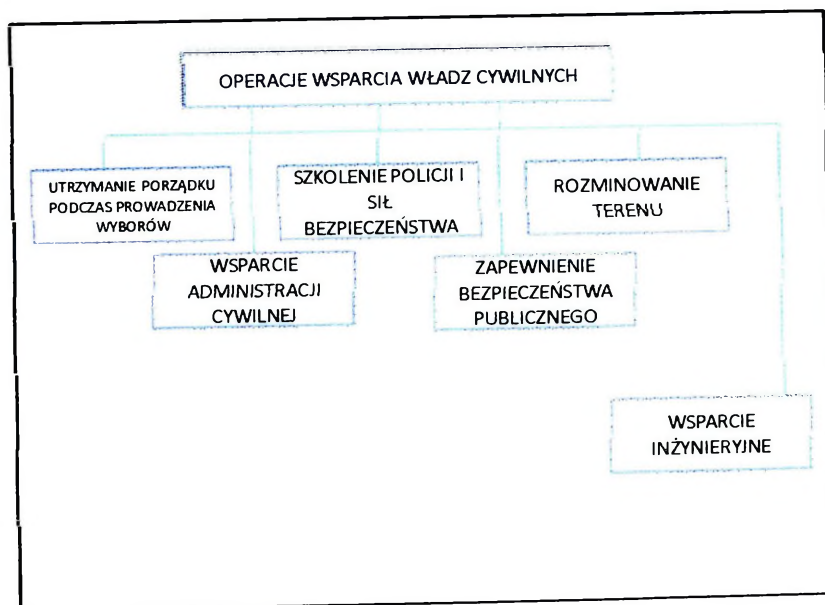 OPERACJE WSPARCIA WŁADZ CYWILNYCH
UTRZYMANIE PORZĄDKU
PODCZAS PROWADZENIA
WYBORÓW
SZKOLENIE POLICJI I
SIŁ
BEZPIECZEŃSTWA
ROZMINOWANIE
TERENU
WSPARCIE
ADMINISTRACJI
CYWILNEJ
ZAPEWNIENIE
BEZPIECZEŃSTWA
PUBLICZNEGO
WSPARCIE
INŻYNIERYJNE